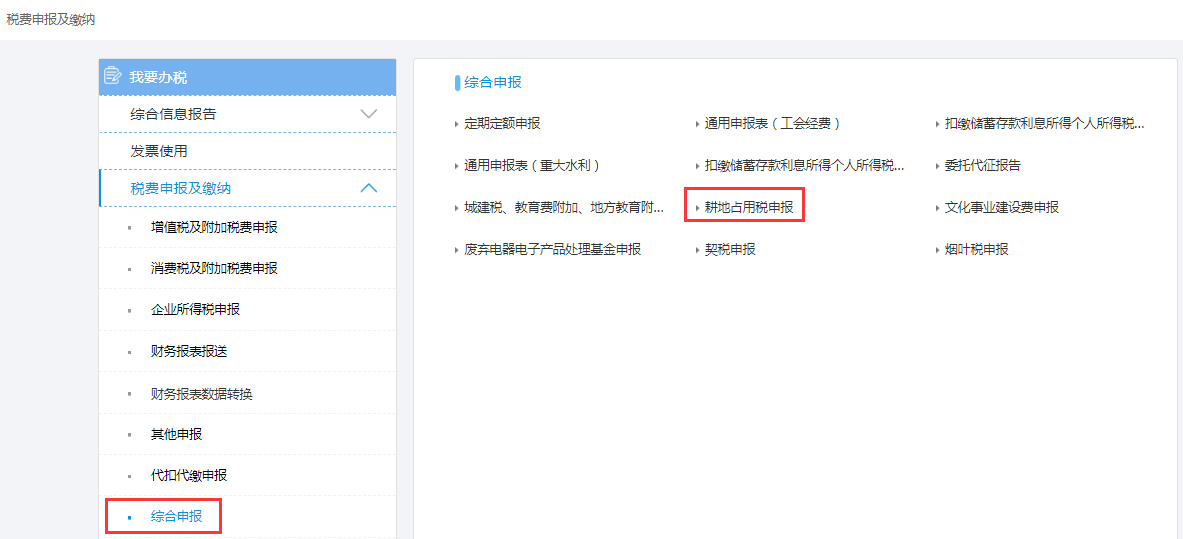 税费申报及缴纳
我要办税
综合信息报告
发票使用
税费申报及缴纳
增值税及附加税费申报
消费税及附加税费申报
企业所得税申报
财务报表报送
财务报表数据转换
其他申报
代扣代缴申报
综合申报
综合申报
定期定额申报
通用申报表（工会经费）
扣缴储蓄存款利息所得个人所得税...
通用申报表（重大水利）
扣缴储蓄存款利息所得个人所得税...
委托代征报告
城建税、教育费附加、地方教育附...
耕地占用税申报
文化事业建设费申报
废弃电器电子产品处理基金申报
契税申报
烟叶税申报